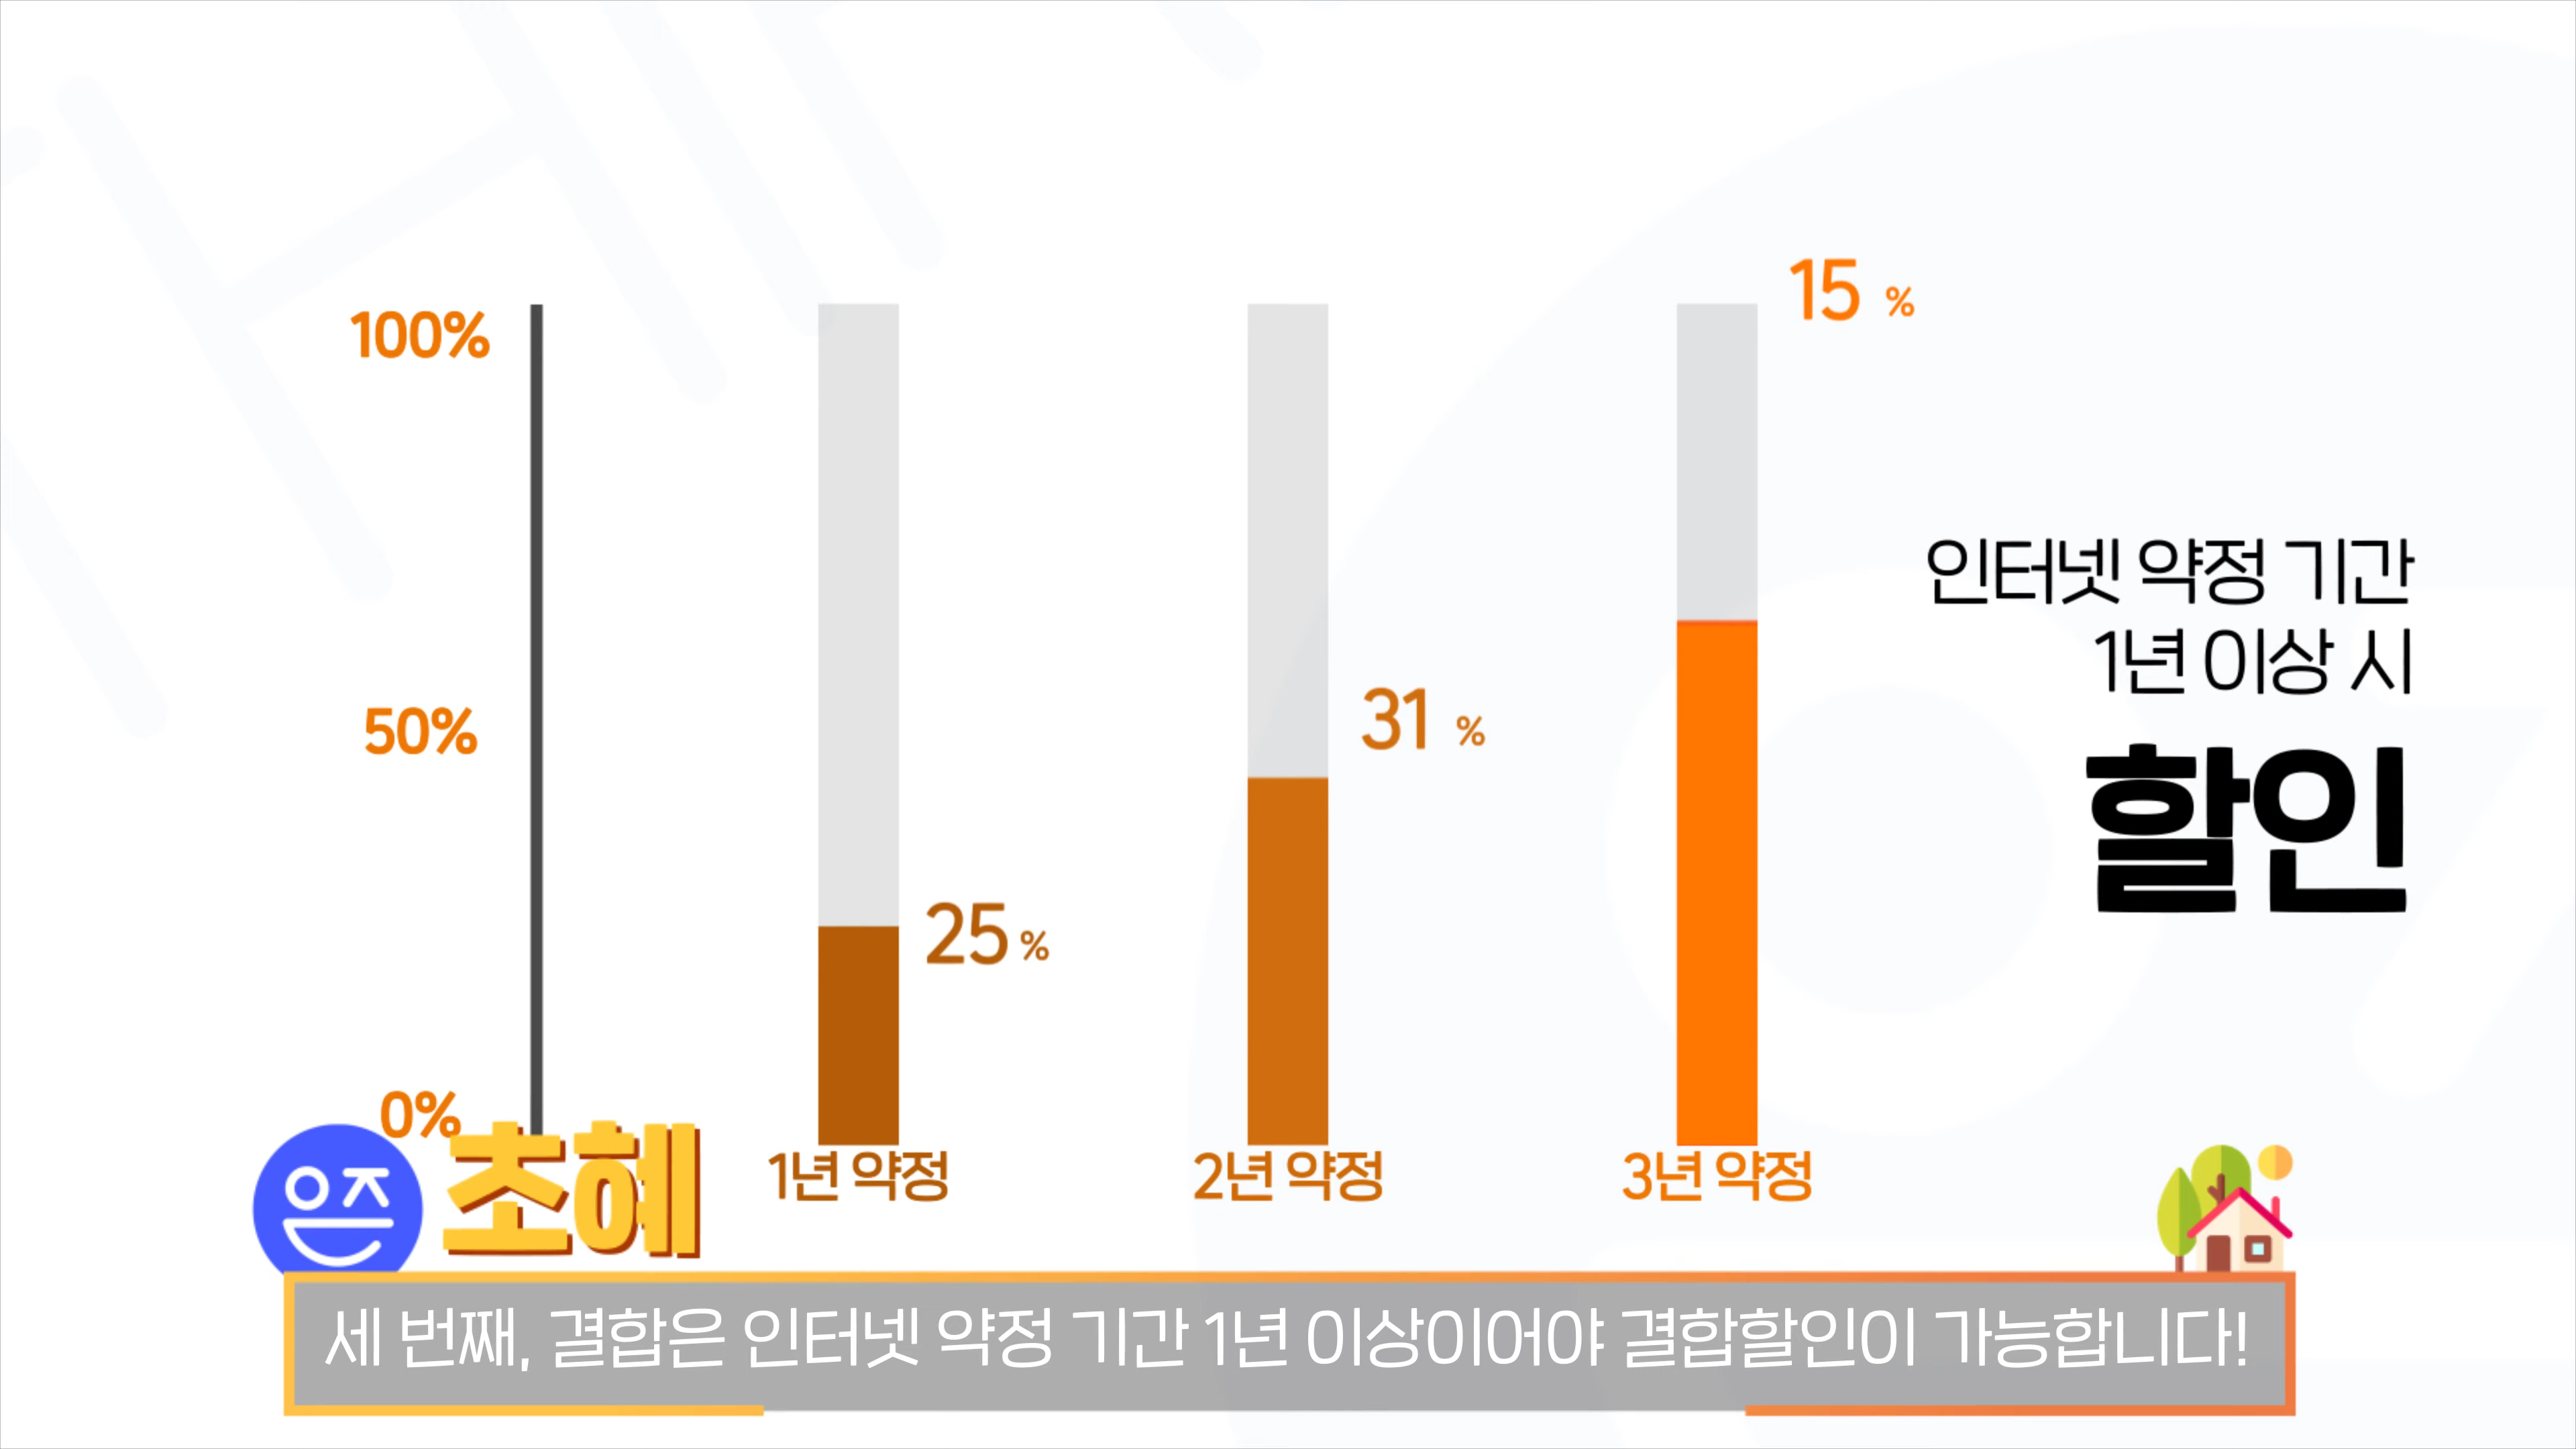 100%
50%
0%
25 %
31 %
15 %
1년 약정
2년 약정
3년 약정
인터넷 약정 기간
1년 이상 시
할인
은즈
초혜
세 번째, 결합은 인터넷 약정 기간 1년 이상이어야 결합할인이 가능합니다!